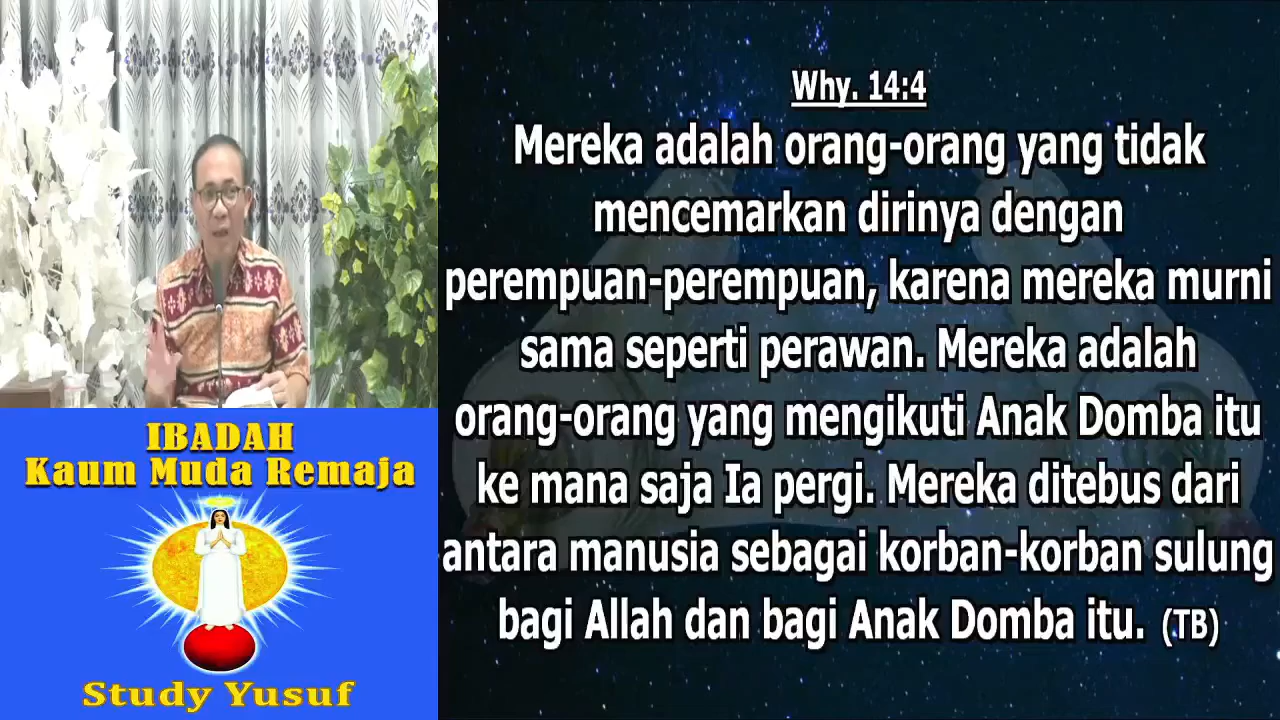 Why. 14:4
Mereka adalah orang-orang yang tidak
mencemarkan dirinya dengan
perempuan-perempuan, karena mereka murni
sama seperti perawan. Mereka adalah
orang-orang yang mengikuti Anak Domba itu
ke mana saja Ia pergi. Mereka ditebus dari
antara manusia sebagai korban-korban sulung
bagi Allah dan bagi Anak Domba itu. (TB)
IBADAH
Kaum Muda Remaja
Study Yusuf